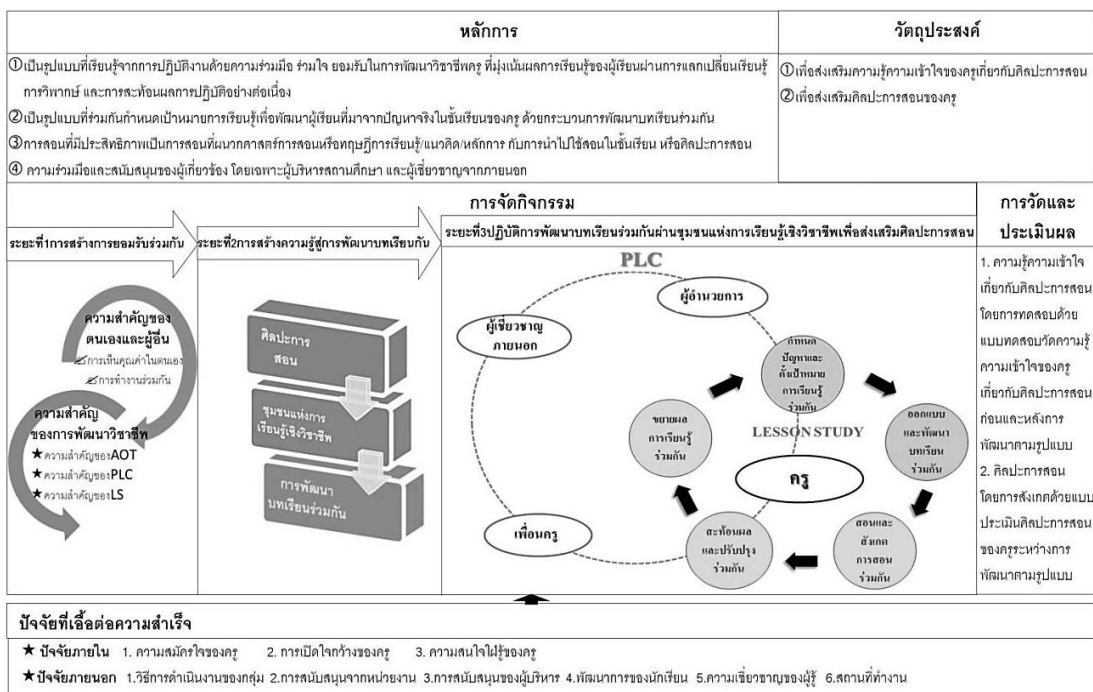 หลักการ
①เป็นรูปแบบที่เรียนรู้จากการปฏิบัติงานด้วยความร่วมมือ ร่วมใจ ยอมรับในการพัฒนาวิชาชีพครู ที่มุ่งเน้นผลการเรียนรู้ของผู้เรียนผ่านการแลกเปลี่ยนเรียนรู้
การวิพากษ์ และการสะท้อนผลการปฏิบัติอย่างต่อเนื่อง
②เป็นรูปแบบที่ร่วมกันกำหนดเป้าหมายการเรียนรู้เพื่อพัฒนาผู้เรียนที่มาจากปัญหาจริงในชั้นเรียนของครู ด้วยกระบวนการพัฒนาบทเรียนร่วมกัน
③การสอนที่มีประสิทธิภาพเป็นการสอนที่ผนวกศาสตร์การสอนหรือทฤษฎีการเรียนรู้/แนวคิด/หลักการ กับการนำไปใช้สอนในชั้นเรียน หรือศิลปะการสอน
④ ความร่วมมือและสนับสนุนของผู้เกี่ยวข้อง โดยเฉพาะผู้บริหารสถานศึกษา และผู้เชี่ยวชาญจากภายนอก
วัตถุประสงค์
①เพื่อส่งเสริมความรู้ความเข้าใจของครูเกี่ยวกับศิลปะการสอน
②เพื่อส่งเสริมศิลปะการสอนของครู
การจัดกิจกรรม
ระยะที่1การสร้างการยอมรับร่วมกัน
ความสำคัญของ
ตนเองและผู้อื่น
การเห็นคุณค่าในตนเอง
การทำงานร่วมกัน
ความสำคัญ
ของการพัฒนาวิชาชีพ
★ความสำคัญของAOT
★ความสำคัญของPLC
★ความสำคัญของLS
ระยะที่2การสร้างความรู้สู่การพัฒนาบทเรียนกัน
ศิลปะการ
สอน
ชุมชนแห่งการ
เรียนรู้เชิงวิชาชีพ
การพัฒนา
บทเรียนร่วมกัน
ระยะที่3ปฏิบัติการพัฒนาบทเรียนร่วมกันผ่านชุมชนแห่งการเรียนรู้เชิงวิชาชีพเพื่อส่งเสริมศิลปะการสอน
PLC
ผู้อำนวยการ
ผู้เชี่ยวชาญ
ภายนอก
กำหนด
ปัญหาและ
ตั้งเป้าหมาย
การเรียนรู้
ร่วมกัน
ขยายผล
การเรียนรู้
ร่วมกัน
LESSON STUDY
ออกแบบ
และพัฒนา
บทเรียน
ร่วมกัน
ครู
เพื่อนครู
สะท้อนผล
และปรับปรุง
ร่วมกัน
สอนและ
สังเกต
การสอน
ร่วมกัน
การวัดและ
ประเมินผล
1. ความรู้ความเข้าใจ
เกี่ยวกับศิลปะการสอน
โดยการทดสอบด้วย
แบบทดสอบวัดความรู้
ความเข้าใจของครู
เกี่ยวกับศิลปะการสอน
ก่อนและหลังการ
พัฒนาตามรูปแบบ
2. ศิลปะการสอน
โดยการสังเกตด้วยแบบ
ประเมินศิลปะการสอน
ของครูระหว่างการ
พัฒนาตามรูปแบบ
ปัจจัยที่เอื้อต่อความสำเร็จ
★ ปัจจัยภายใน 1. ความสมัครใจของครู 2. การเปิดใจกว้างของครู 3. ความสนใจใฝ่รู้ของครู
★ปัจจัยภายนอก 1.วิธีการดำเนินงานของกลุ่ม 2.การสนับสนุนจากหน่วยงาน 3.การสนับสนุนของผู้บริหาร 4.พัฒนาการของนักเรียน 5.ความเชี่ยวชาญของผู้รู้ 6.สถานที่ทำงาน